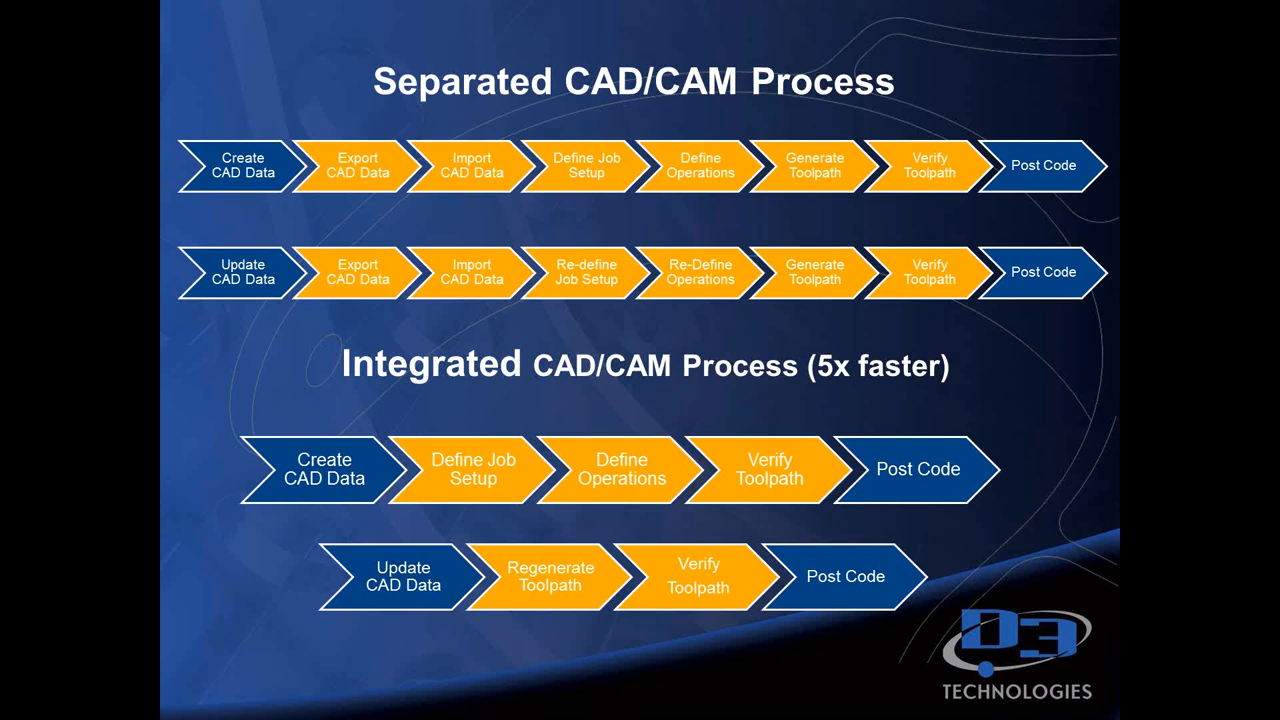 Separated CAD/CAM Process
Create
CAD Data
Export
CAD Data
Import
CAD Data
Define Job
Setup
Define
Operations
Generate
Toolpath
Verify
Toolpath
Post Code
Update
CAD Data
Export
CAD Data
Import
CAD Data
Re-define
Job Setup
Re-Define
Operations
Generate
Toolpath
Verify
Toolpath
Post Code
Integrated CAD/CAM Process (5x faster)
Create
CAD Data
Define Job
Setup
Define
Operations
Verify
Toolpath
Post Code
Update
CAD Data
Regenerate
Toolpath
Verify
Toolpath
Post Code
D3
TECHNOLOGIES